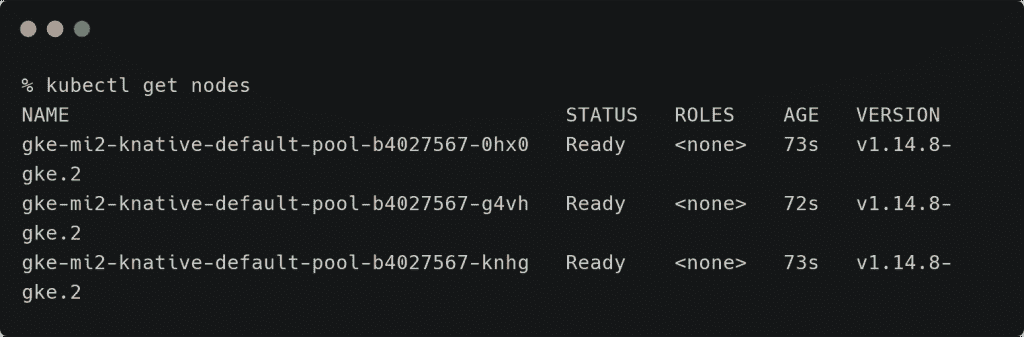 % kubectl get nodes
NAME                                         STATUS   ROLES    AGE   VERSION
gke-mi2-knative-default-pool-b4027567-0hx0   Ready    <none>   73s   v1.14.8-
gke.2
gke-mi2-knative-default-pool-b4027567-g4vh   Ready    <none>   72s   v1.14.8-
gke.2
gke-mi2-knative-default-pool-b4027567-knhg   Ready    <none>   73s   v1.14.8-
gke.2